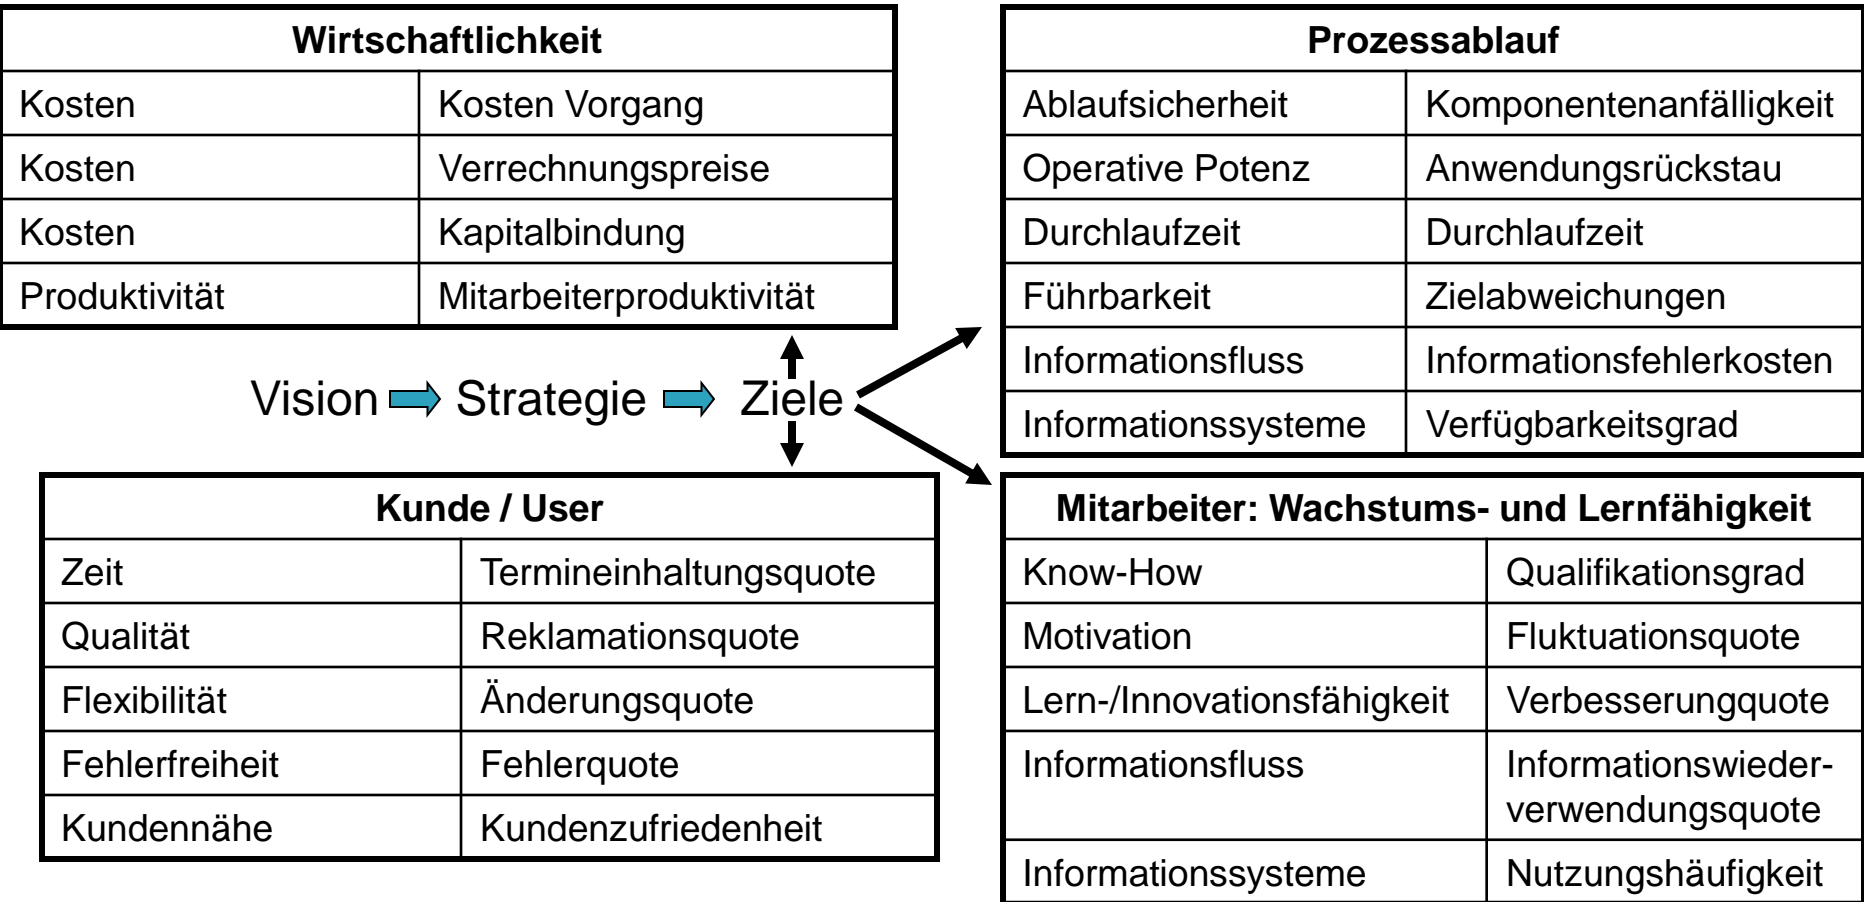 Wirtschaftlichkeit
Kosten Kosten Vorgang
Kosten Verrechnungspreise
Kosten Kapitalbindung
Produktivität Mitarbeiterproduktivität
Prozessablauf
Ablaufsicherheit Komponentenanfälligkeit
Operative Potenz Anwendungsrückstau
Durchlaufzeit Durchlaufzeit
Führbarkeit Zielabweichungen
Informationsfluss Informationsfehlerkosten
Informationssysteme Verfügbarkeitsgrad
Vision Strategie Ziele
Kunde / User
Zeit Termineinhaltungsquote
Qualität Reklamationsquote
Flexibilität Änderungsquote
Fehlerfreiheit Fehlerquote
Kundennähe Kundenzufriedenheit
Mitarbeiter: Wachstums- und Lernfähigkeit
Know-How Qualifikationsgrad
Motivation Fluktuationsquote
Lern-/Innovationsfähigkeit Verbesserungquote
Informationsfluss Informationswieder-
verwendungsquote
Informationssysteme Nutzungshäufigkeit